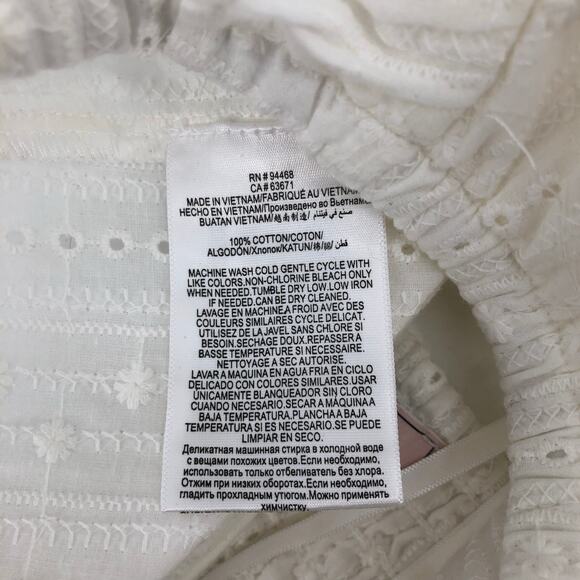 RN # 94468
CA # 63671
MADE IN VIETNAM/FABRIQUÉ AU VIETNAM
HECHO EN VIETNAM/Произведено во Вьетнаме
BUATAN VIETNAM/越南制造/ صنع في فيتنام/
100% COTTON/COTON/
ALGODÓN/Хлопок/KATUN/棉/ قطن
MACHINE WASH COLD GENTLE CYCLE WITH
LIKE COLORS.NON-CHLORINE BLEACH ONLY
WHEN NEEDED.TUMBLE DRY LOW.LOW IRON
IF NEEDED.CAN BE DRY CLEANED.
LAVAGE EN MACHINE.A FROID AVEC DES
COULEURS SIMILAIRES CYCLE DELICAT.
UTILISEZ DE LA JAVEL SANS CHLORE SI
BESOIN.SECHAGE DOUX.REPASSER A
BASSE TEMPERATURE SI NECESSAIRE.
NETTOYAGE A SEC AUTORISE.
LAVAR A MAQUINA EN AGUA FRIA EN CICLO
DELICADO CON COLORES SIMILARES.USAR
UNICAMENTE BLANQUEADOR SIN CLORO
CUANDO NECESARIO.SECAR A MAQUINA A
BAJA TEMPERATURA.PLANCHA A BAJA
TEMPERATURA SI ES NECESARIO.SE PUEDE
LIMPIAR EN SECO.
Деликатная машинная стирка в холодной воде
с вещами похожих цветов.Если необходимо,
использовать только отбеливатель без хлора.
Отжим при низких оборотах.Если необходимо,
гладить прохладным утюгом.Можно применять
химчистку.